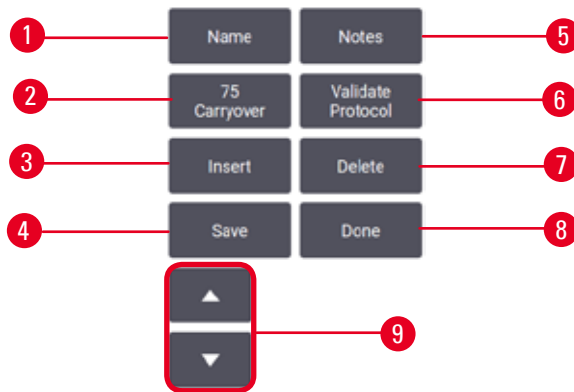 1 Name Notes 5
2 75 Carryover Validate Protocol 6
3 Insert Delete 7
4 Save Done 8
9